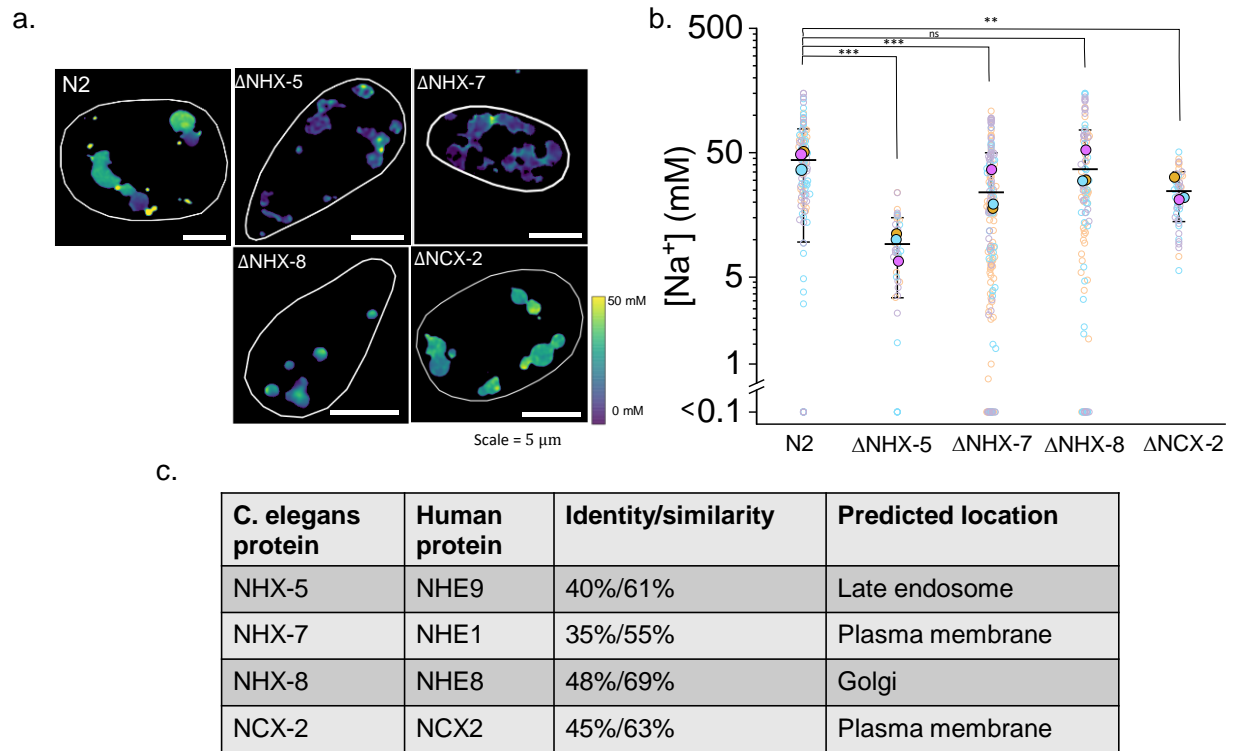 a.
N2
ΔNHX-5
ΔNHX-7
ΔNHX-8
ΔNCX-2
50 mM
0 mM
Scale = 5 μm
b.
[Na⁺] (mM)
500
50
5
1
<0.1
**
ns
***
***
N2
ΔNHX-5
ΔNHX-7
ΔNHX-8
ΔNCX-2
c.
C. elegans protein
Human protein
Identity/similarity
Predicted location
NHX-5
NHE9
40%/61%
Late endosome
NHX-7
NHE1
35%/55%
Plasma membrane
NHX-8
NHE8
48%/69%
Golgi
NCX-2
NCX2
45%/63%
Plasma membrane